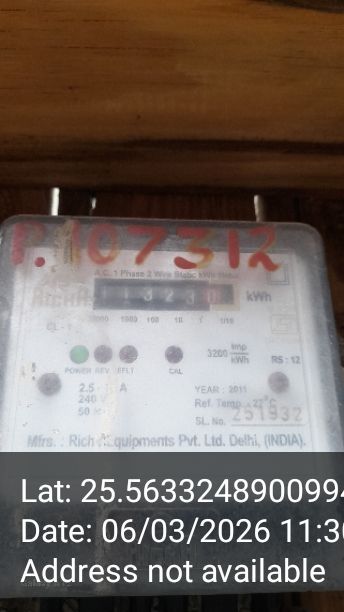 P.107312
A.C. 1 Phase 2 Wire Static kWh Meter
3230 kWh
1000 100 10 1 1/10
3200 imp/kWh
RS : 12
POWER REV EFLT CAL
2.5 - A
240 V
50 H
YEAR : 2011
Ref. Temp. : 27°C
SL. No. 251932
Mfrs. : Rich Equipments Pvt. Ltd. Delhi, (INDIA).
Lat: 25.5633248900994
Date: 06/03/2026 11:30
Address not available